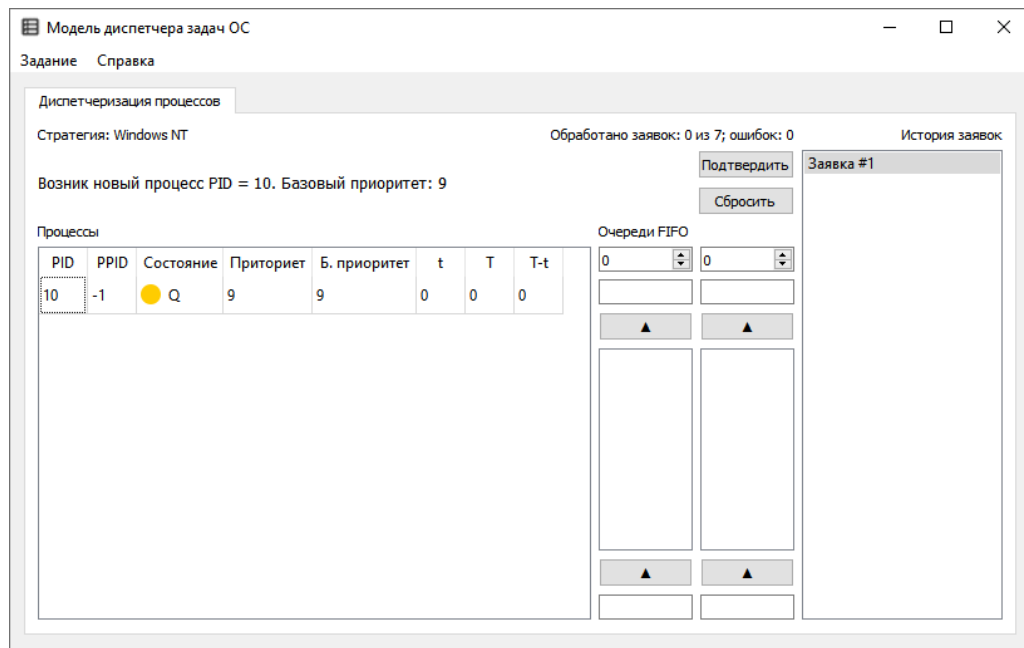 Модель диспетчера задач ОС
Задание Справка
Диспетчеризация процессов
Стратегия: Windows NT Обработано заявок: 0 из 7; ошибок: 0 История заявок
Подтвердить Заявка #1
Возник новый процесс PID = 10. Базовый приоритет: 9
Сбросить
Процессы Очереди FIFO
PID PPID Состояние Приториет Б. приоритет t T T-t 0 0
10 -1 Q 9 9 0 0 0
▲ ▲
▲ ▲